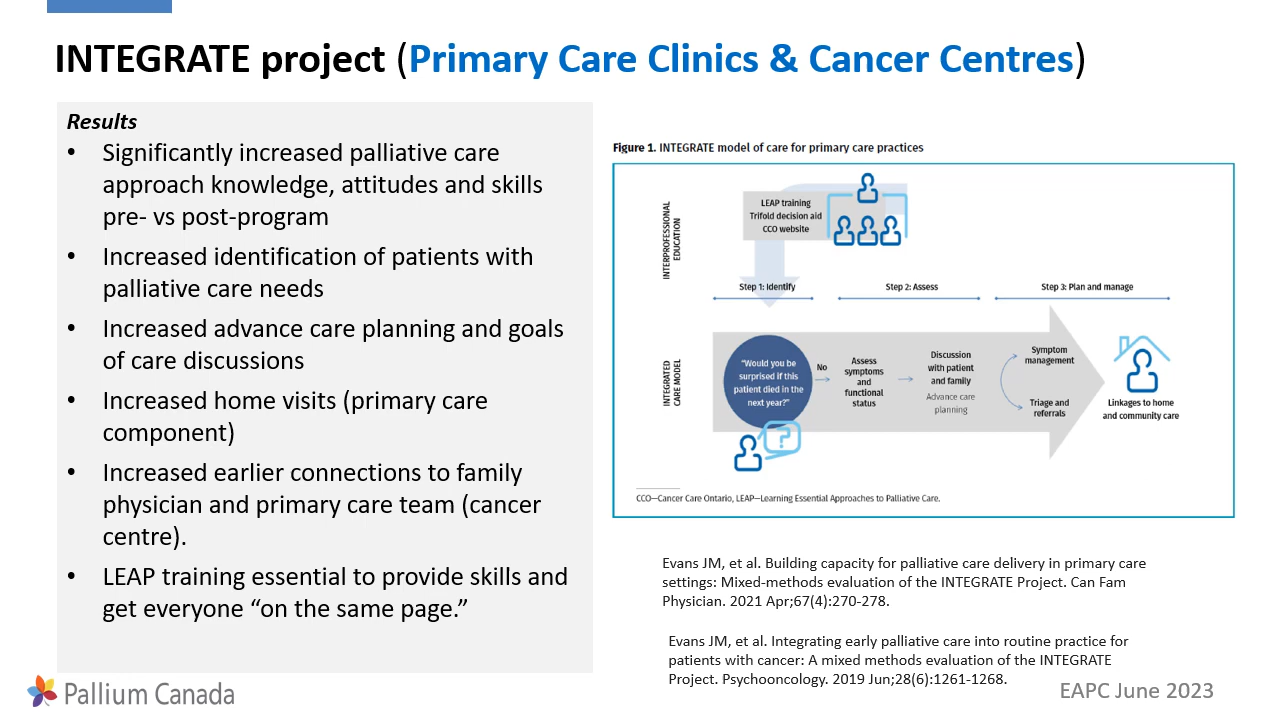 INTEGRATE project (Primary Care Clinics & Cancer Centres)
Results
• Significantly increased palliative care
approach knowledge, attitudes and skills
pre- vs post-program
• Increased identification of patients with
palliative care needs
• Increased advance care planning and goals
of care discussions
• Increased home visits (primary care
component)
• Increased earlier connections to family
physician and primary care team (cancer
centre).
• LEAP training essential to provide skills and
get everyone “on the same page.”
Figure 1. INTEGRATE model of care for primary care practices
INTERPROFESSIONAL
EDUCATION
LEAP training
Trifold decision aid
CCO website
Step 1: Identify
Step 2: Assess
Step 3: Plan and manage
INTEGRATED
CARE MODEL
“Would you be
surprised if this
patient died in the
next year?”
?
No
Assess
symptoms
and
functional
status
Discussion
with patient
and family
Advance care
planning
Symptom
management
Triage and
referrals
Linkages to home
and community care
CCO—Cancer Care Ontario, LEAP—Learning Essential Approaches to Palliative Care.
Evans JM, et al. Building capacity for palliative care delivery in primary care
settings: Mixed-methods evaluation of the INTEGRATE Project. Can Fam
Physician. 2021 Apr;67(4):270-278.
Evans JM, et al. Integrating early palliative care into routine practice for
patients with cancer: A mixed methods evaluation of the INTEGRATE
Project. Psychooncology. 2019 Jun;28(6):1261-1268.
Pallium Canada
EAPC June 2023